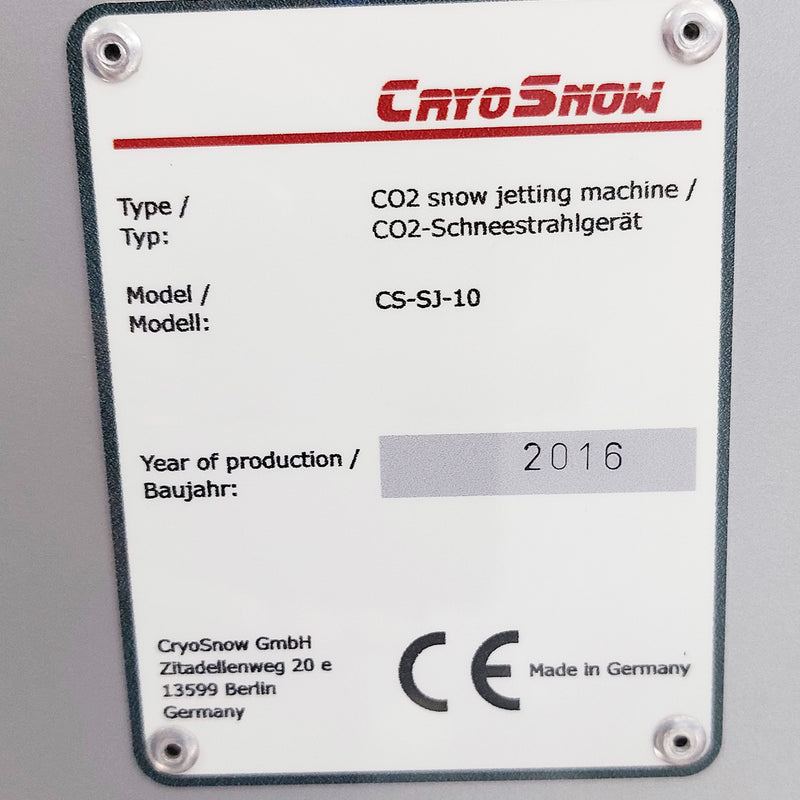 CryoSnow
Type / CO2 snow jetting machine /
Typ: CO2-Schneestrahlgerät
Model / CS-SJ-10
Modell:
Year of production / 2016
Baujahr:
CryoSnow GmbH
Zitadellenweg 20 e
13599 Berlin
Germany
CE Made in Germany